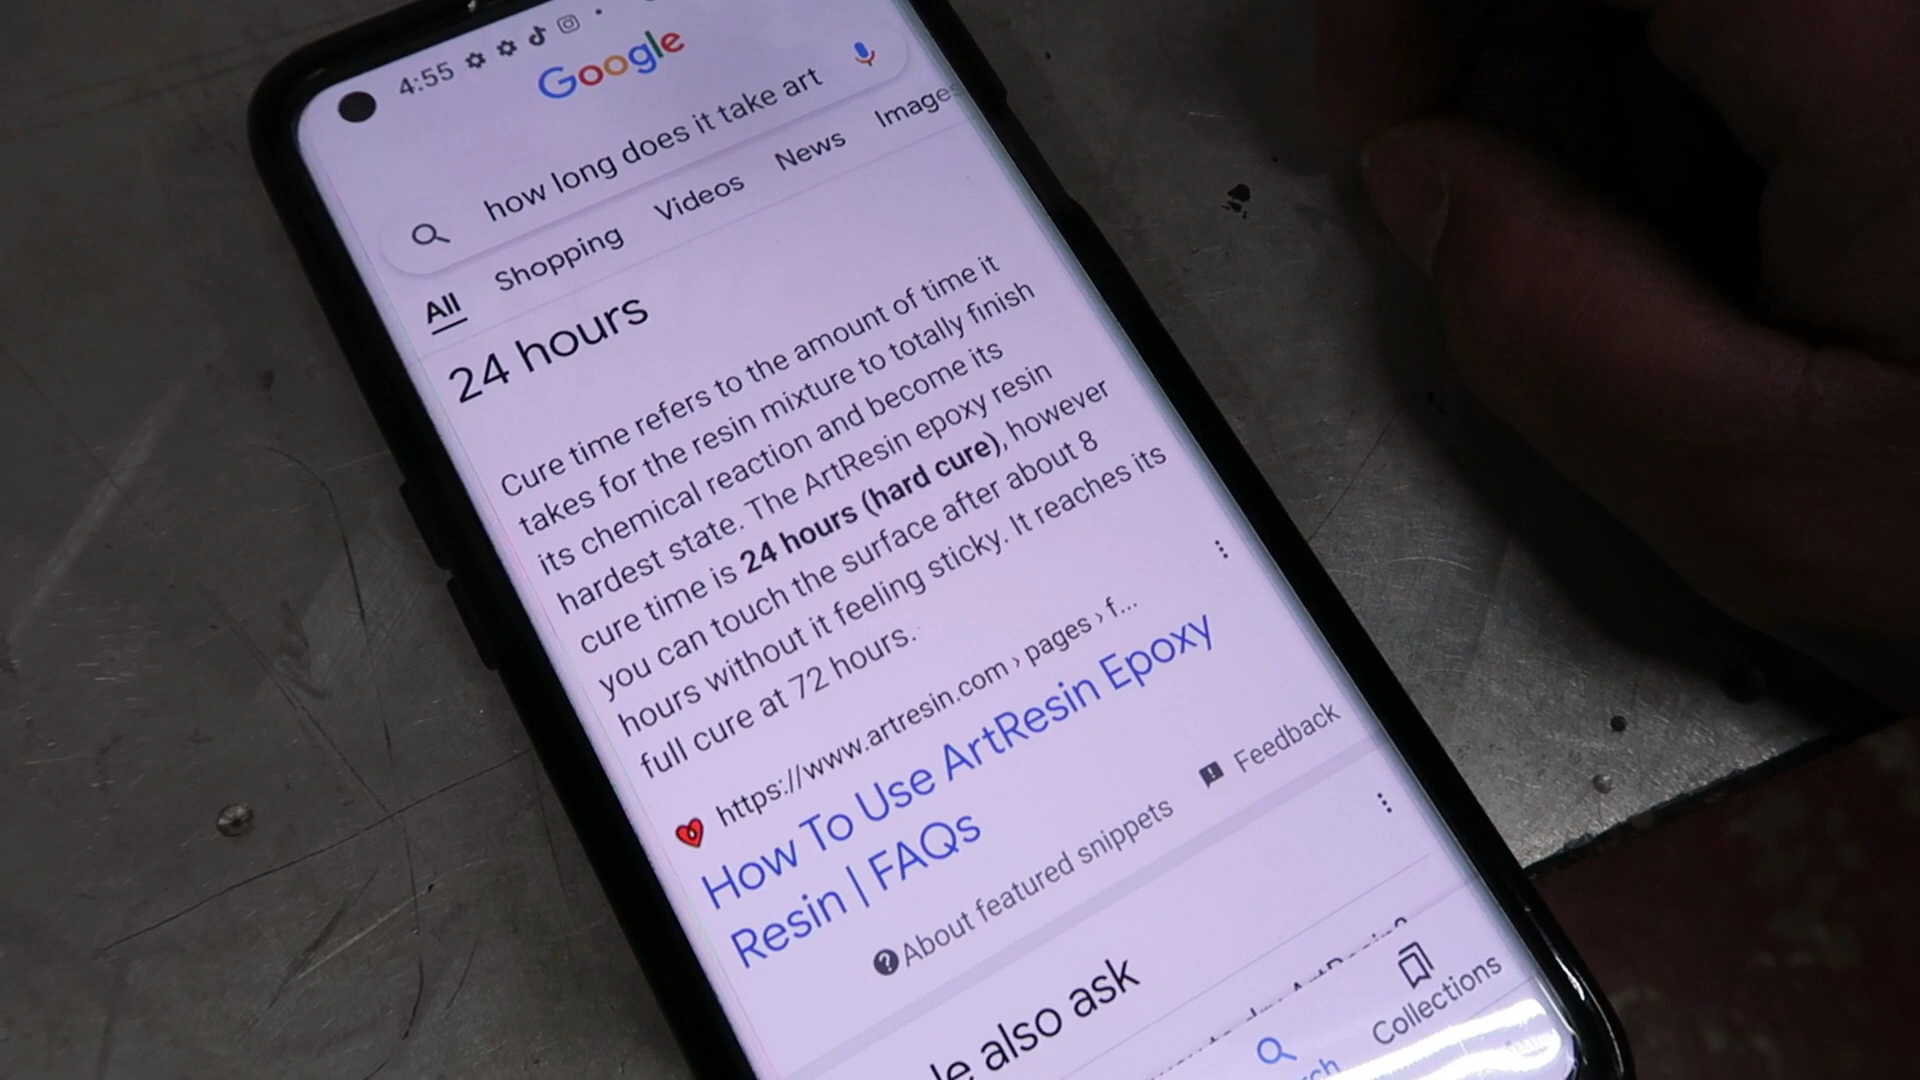 4:55
Google
how long does it take art
All Shopping Videos News Images
24 hours
Cure time refers to the amount of time it
takes for the resin mixture to totally finish
its chemical reaction and become its
hardest state. The ArtResin epoxy resin
cure time is 24 hours (hard cure), however
you can touch the surface after about 8
hours without it feeling sticky. It reaches its
full cure at 72 hours.
https://www.artresin.com › pages › f...
How To Use ArtResin Epoxy
Resin | FAQs
About featured snippets Feedback
le also ask
rch Collections